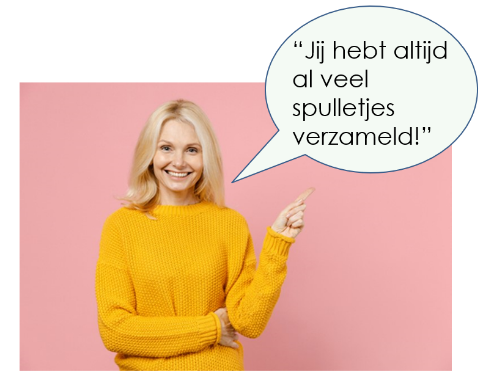 “Jij hebt altijd
al veel
spulletjes
verzameld!”